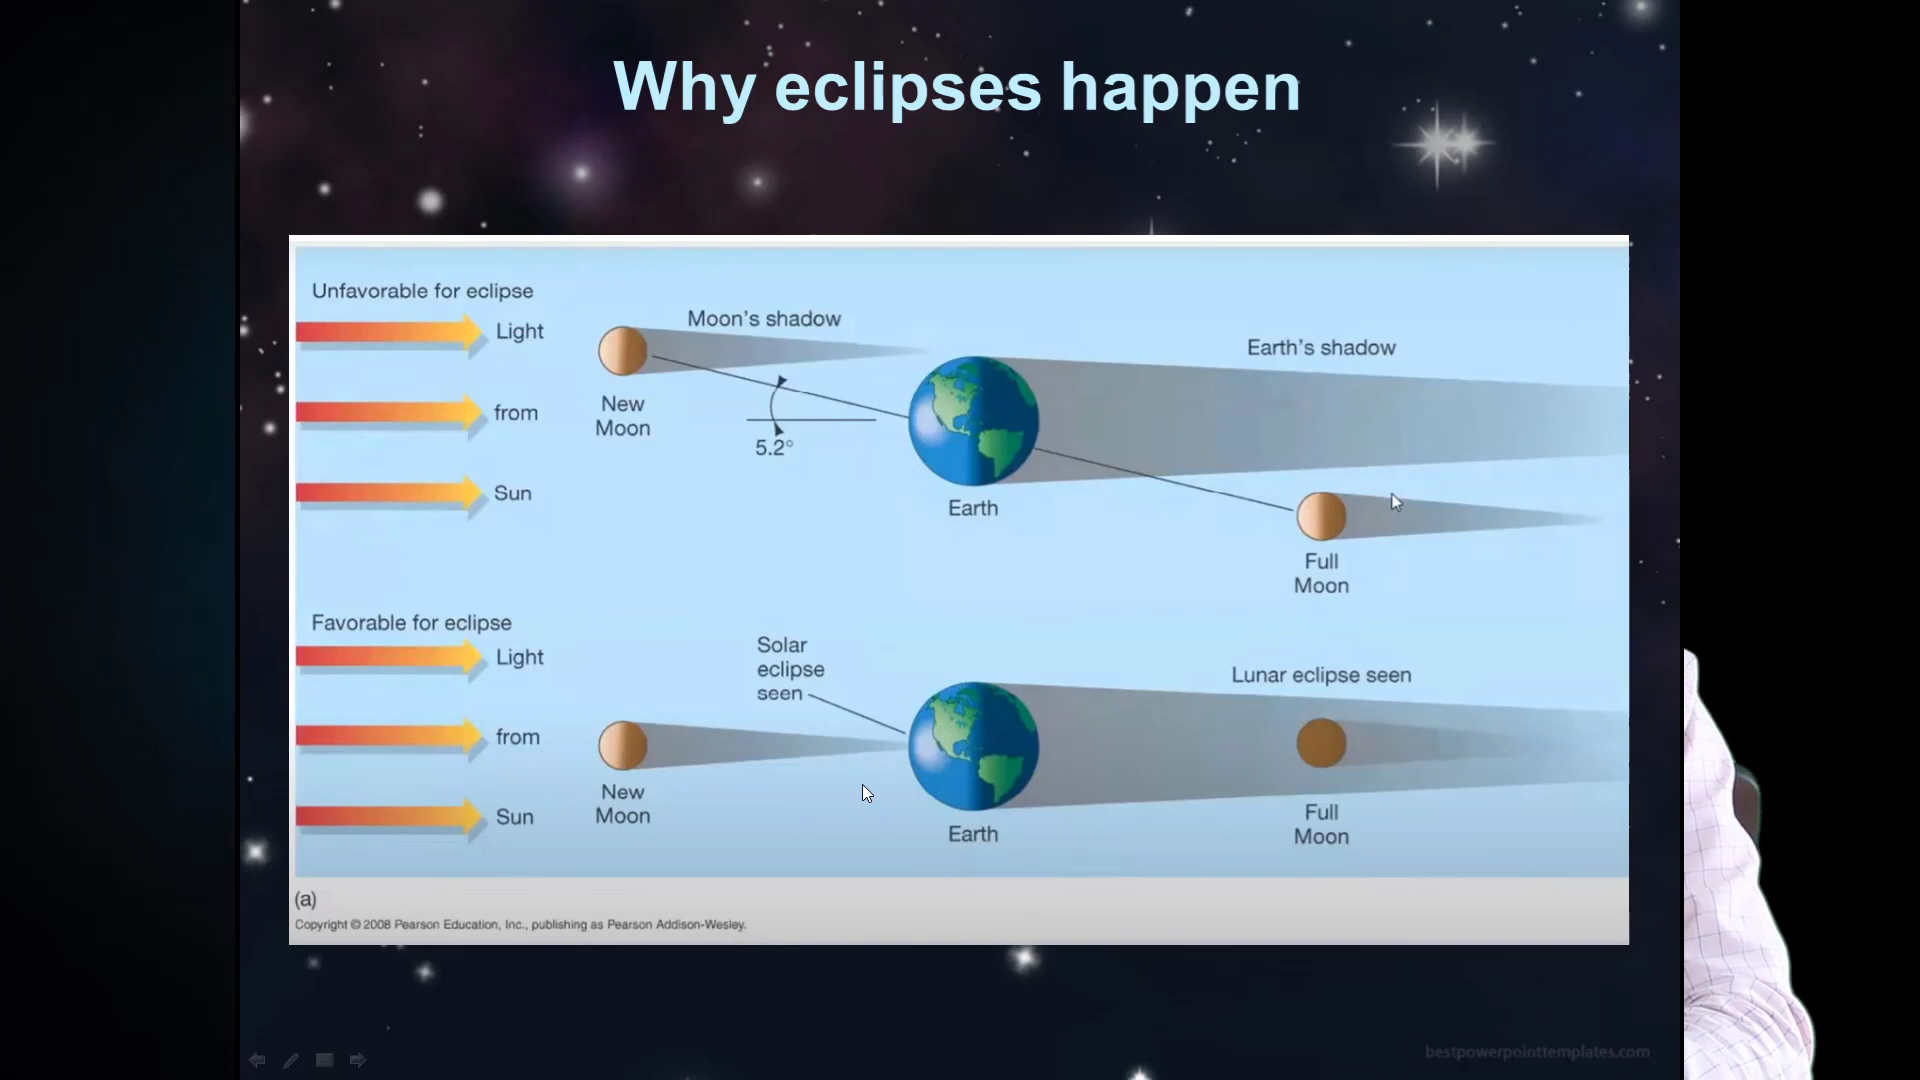 Why eclipses happen
Unfavorable for eclipse
Light
from
Sun
New
Moon
Moon's shadow
5.2°
Earth
Earth's shadow
Full
Moon
Favorable for eclipse
Light
from
Sun
New
Moon
Solar
eclipse
seen
Earth
Lunar eclipse seen
Full
Moon
(a)
Copyright © 2008 Pearson Education, Inc., publishing as Pearson Addison-Wesley.
bestpowerpointtemplates.com